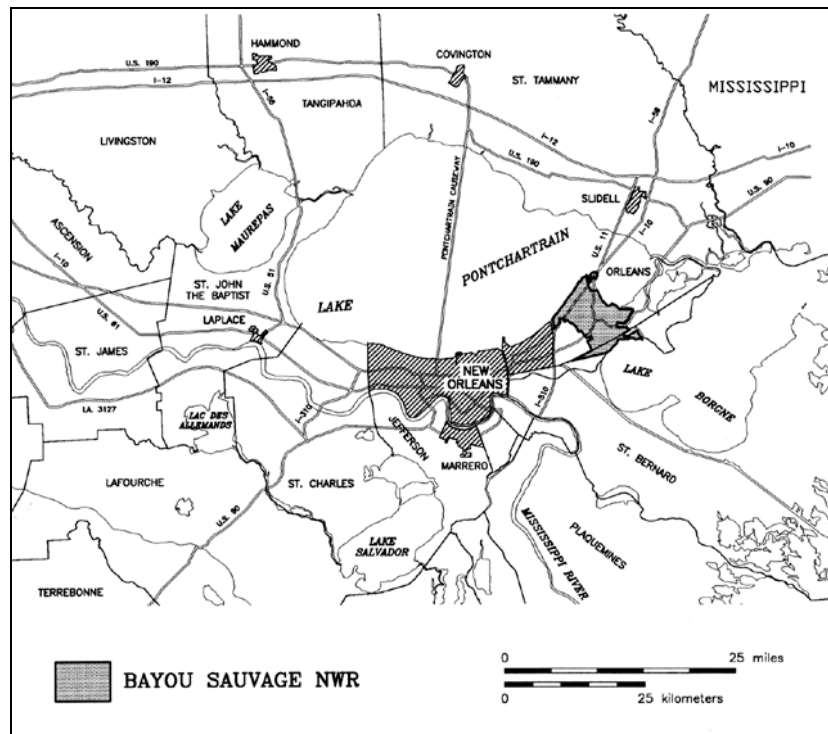 HAMMOND
COVINGTON
U.S. 190
I-12
I-55
ST. TAMMANY
MISSISSIPPI
I-59
TANGIPAHOA
LIVINGSTON
I-12
U.S. 190
I-10
U.S. 90
PONTCHARTRAIN CAUSEWAY
LAKE
MAUREPAS
SLIDELL
ASCENSION
I-10
U.S. 11
I-10
PONTCHARTRAIN
ORLEANS
ST. JOHN
THE BAPTIST
U.S. 51
LAKE
U.S. 61
LAPLACE
ST. JAMES
NEW
ORLEANS
LAKE
BORGNE
LA. 3127
LAC DES
ALLEMANDS
I-310
I-510
JEFFERSON
MARRERO
ST. BERNARD
LAFOURCHE
ST. CHARLES
U.S. 90
LAKE
SALVADOR
MISSISSIPPI RIVER
PLAQUEMINES
TERREBONNE
BAYOU SAUVAGE NWR
0 25 miles
0 25 kilometers